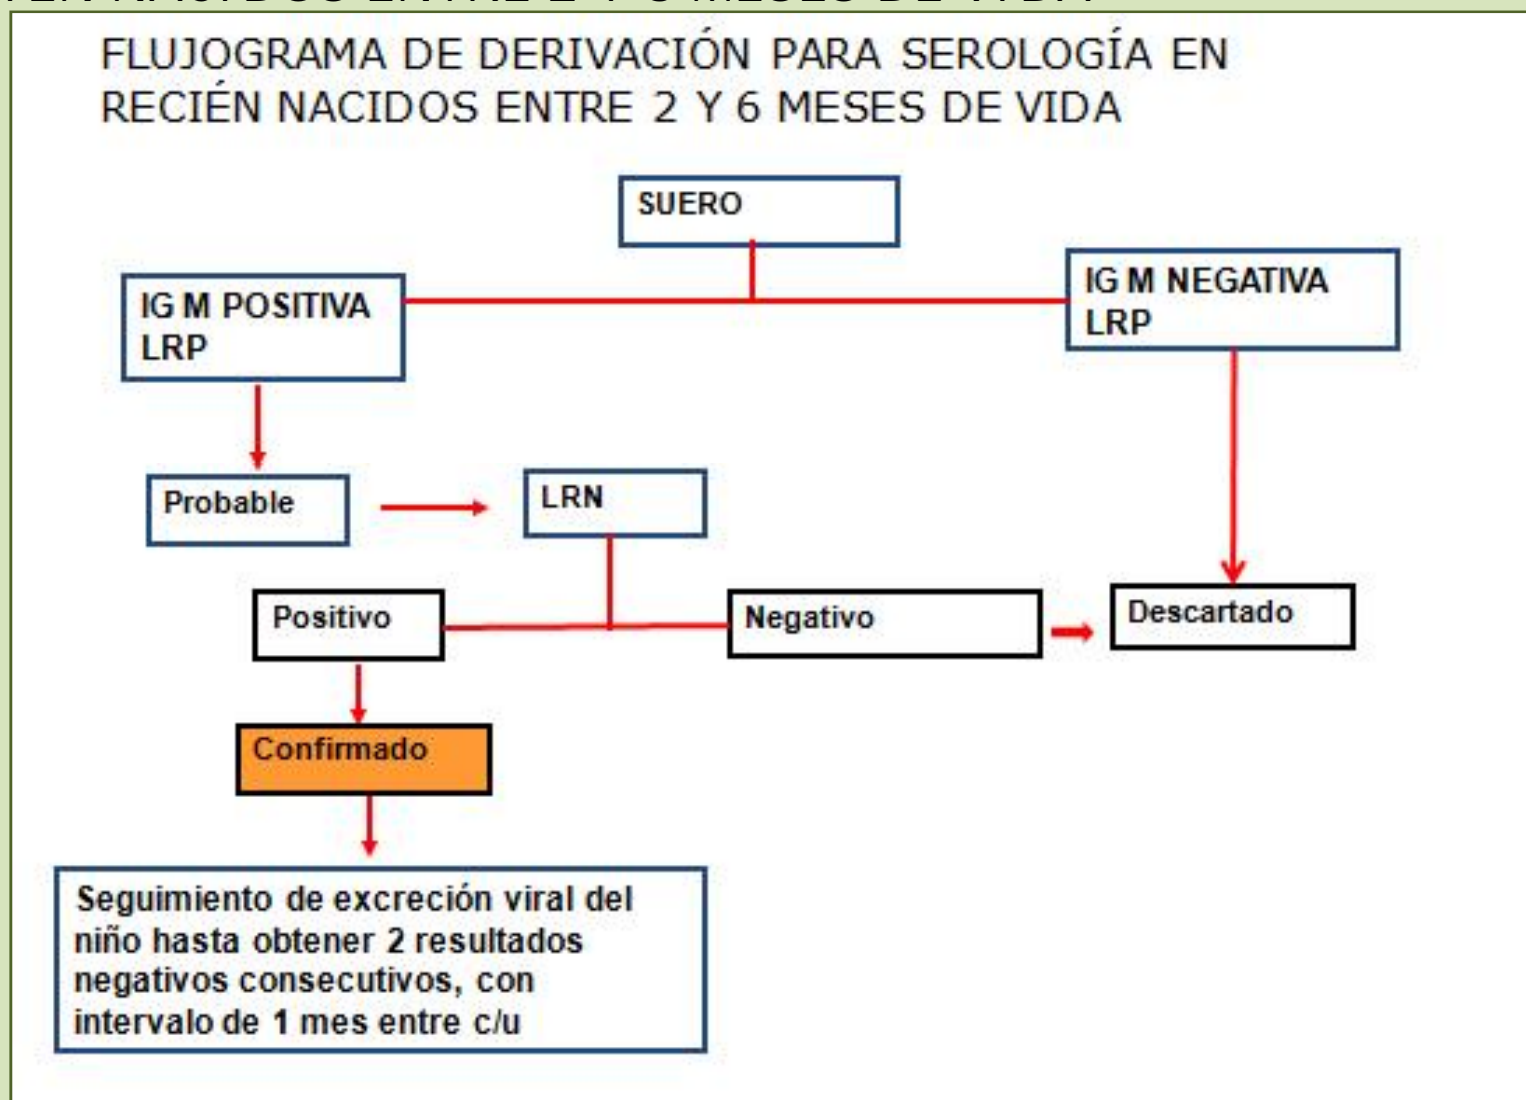 FLUJOGRAMA DE DERIVACIÓN PARA SEROLOGÍA EN
RECIÉN NACIDOS ENTRE 2 Y 6 MESES DE VIDA
SUERO
IG M POSITIVA
LRP
IG M NEGATIVA
LRP
Probable
LRN
Positivo
Negativo
Descartado
Confirmado
Seguimiento de excreción viral del
niño hasta obtener 2 resultados
negativos consecutivos, con
intervalo de 1 mes entre c/u